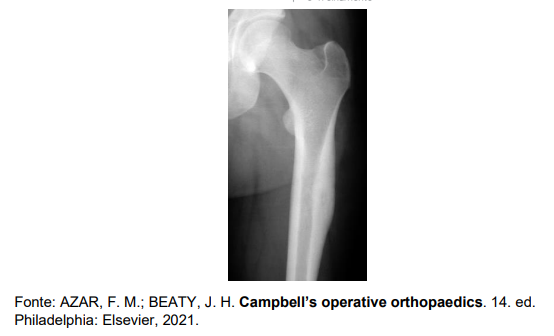 Fonte: AZAR, F. M.; BEATY, J. H. Campbell's operative orthopaedics. 14. ed.
Philadelphia: Elsevier, 2021.